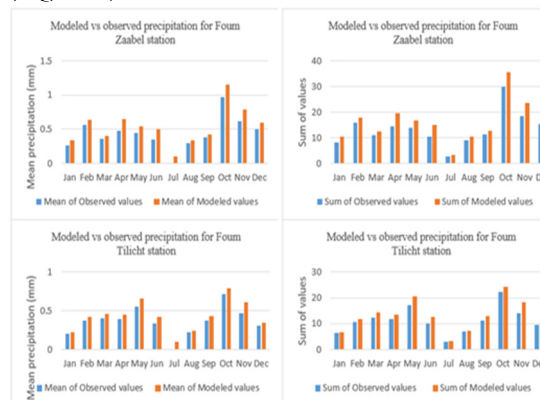 Modeled vs observed precipitation for Foum
Zaabel station
Mean precipitation (mm)
1.5
1
0.5
0
Jan Feb Mar Apr May Jun Jul Aug Sep Oct Nov Dec
Mean of Observed values Mean of Modeled values
Modeled vs observed precipitation for Foum
Zaabel station
Sum of values
40
30
20
10
0
Jan Feb Mar Apr May Jun Jul Aug Sep Oct Nov
Sum of Observed values Sum of Modeled values
Modeled vs observed precipitation for Foum
Tilicht station
Mean precipitation (mm)
1
0.5
0
Jan Feb Mar Apr May Jun Jul Aug Sep Oct Nov Dec
Mean of Observed values Mean of Modeled values
Modeled vs observed precipitation for Foum
Tilicht station
Sum of values
30
20
10
0
Jan Feb Mar Apr May Jun Jul Aug Sep Oct Nov
Sum of Observed values Sum of Modeled values